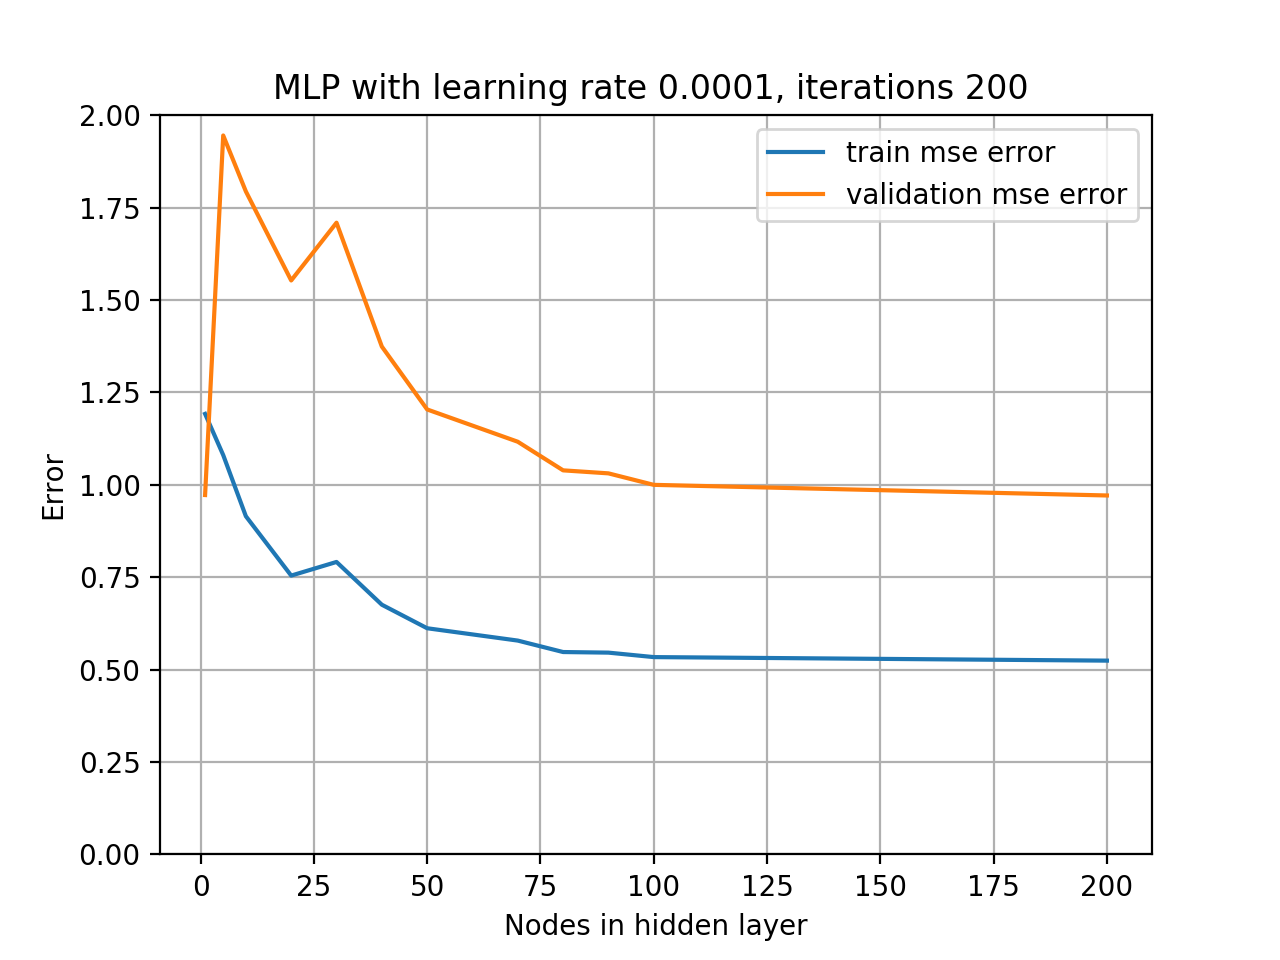 MLP with learning rate 0.0001, iterations 200
train mse error
validation mse error
2.00
1.75
1.50
1.25
1.00
0.75
0.50
0.25
0.00
Error
0 25 50 75 100 125 150 175 200
Nodes in hidden layer